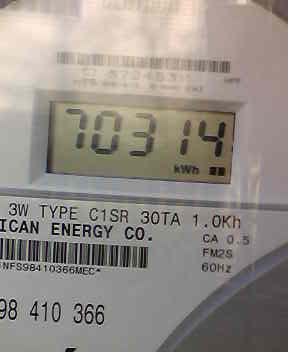 70314
kWh
3W TYPE C1SR 30TA 1.0Kh
ICAN ENERGY CO.
CA 0.5
FM2S
60Hz
NFS98410366MEC*
98 410 366